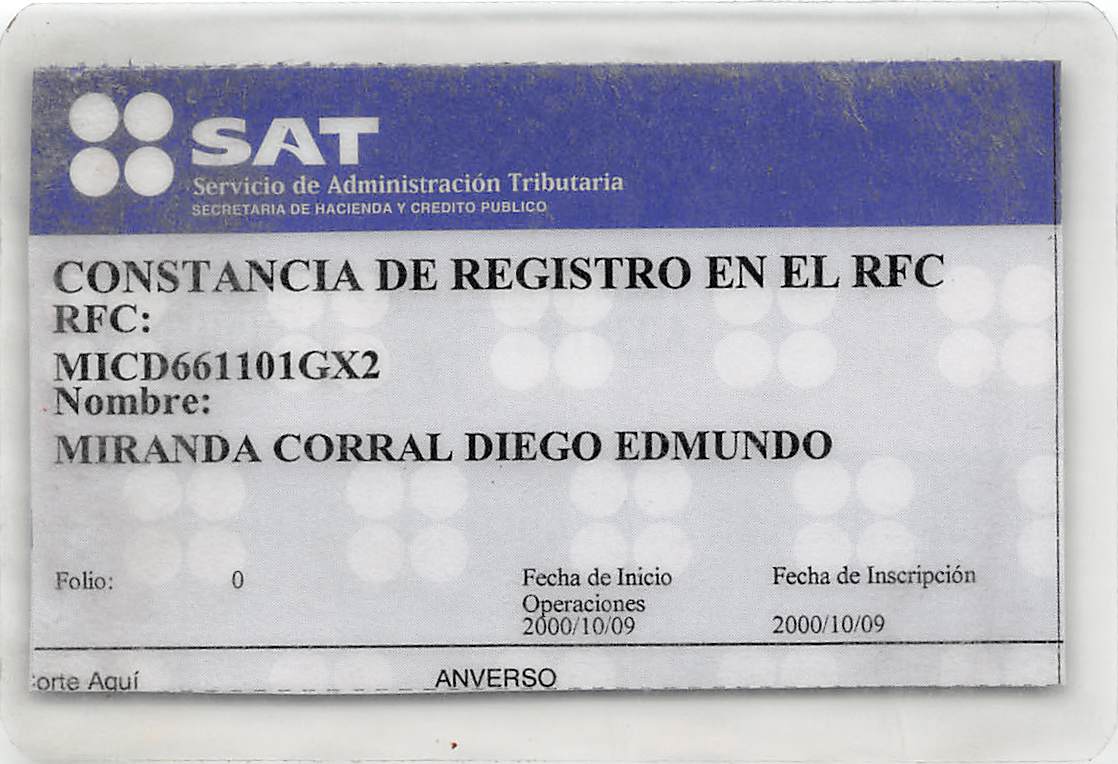 SAT
Servicio de Administración Tributaria
SECRETARIA DE HACIENDA Y CREDITO PUBLICO
CONSTANCIA DE REGISTRO EN EL RFC
RFC:
MICD661101GX2
Nombre:
MIRANDA CORRAL DIEGO EDMUNDO
Folio: 0
Fecha de Inicio
Operaciones
2000/10/09
Fecha de Inscripción
2000/10/09
orte Aquí
ANVERSO